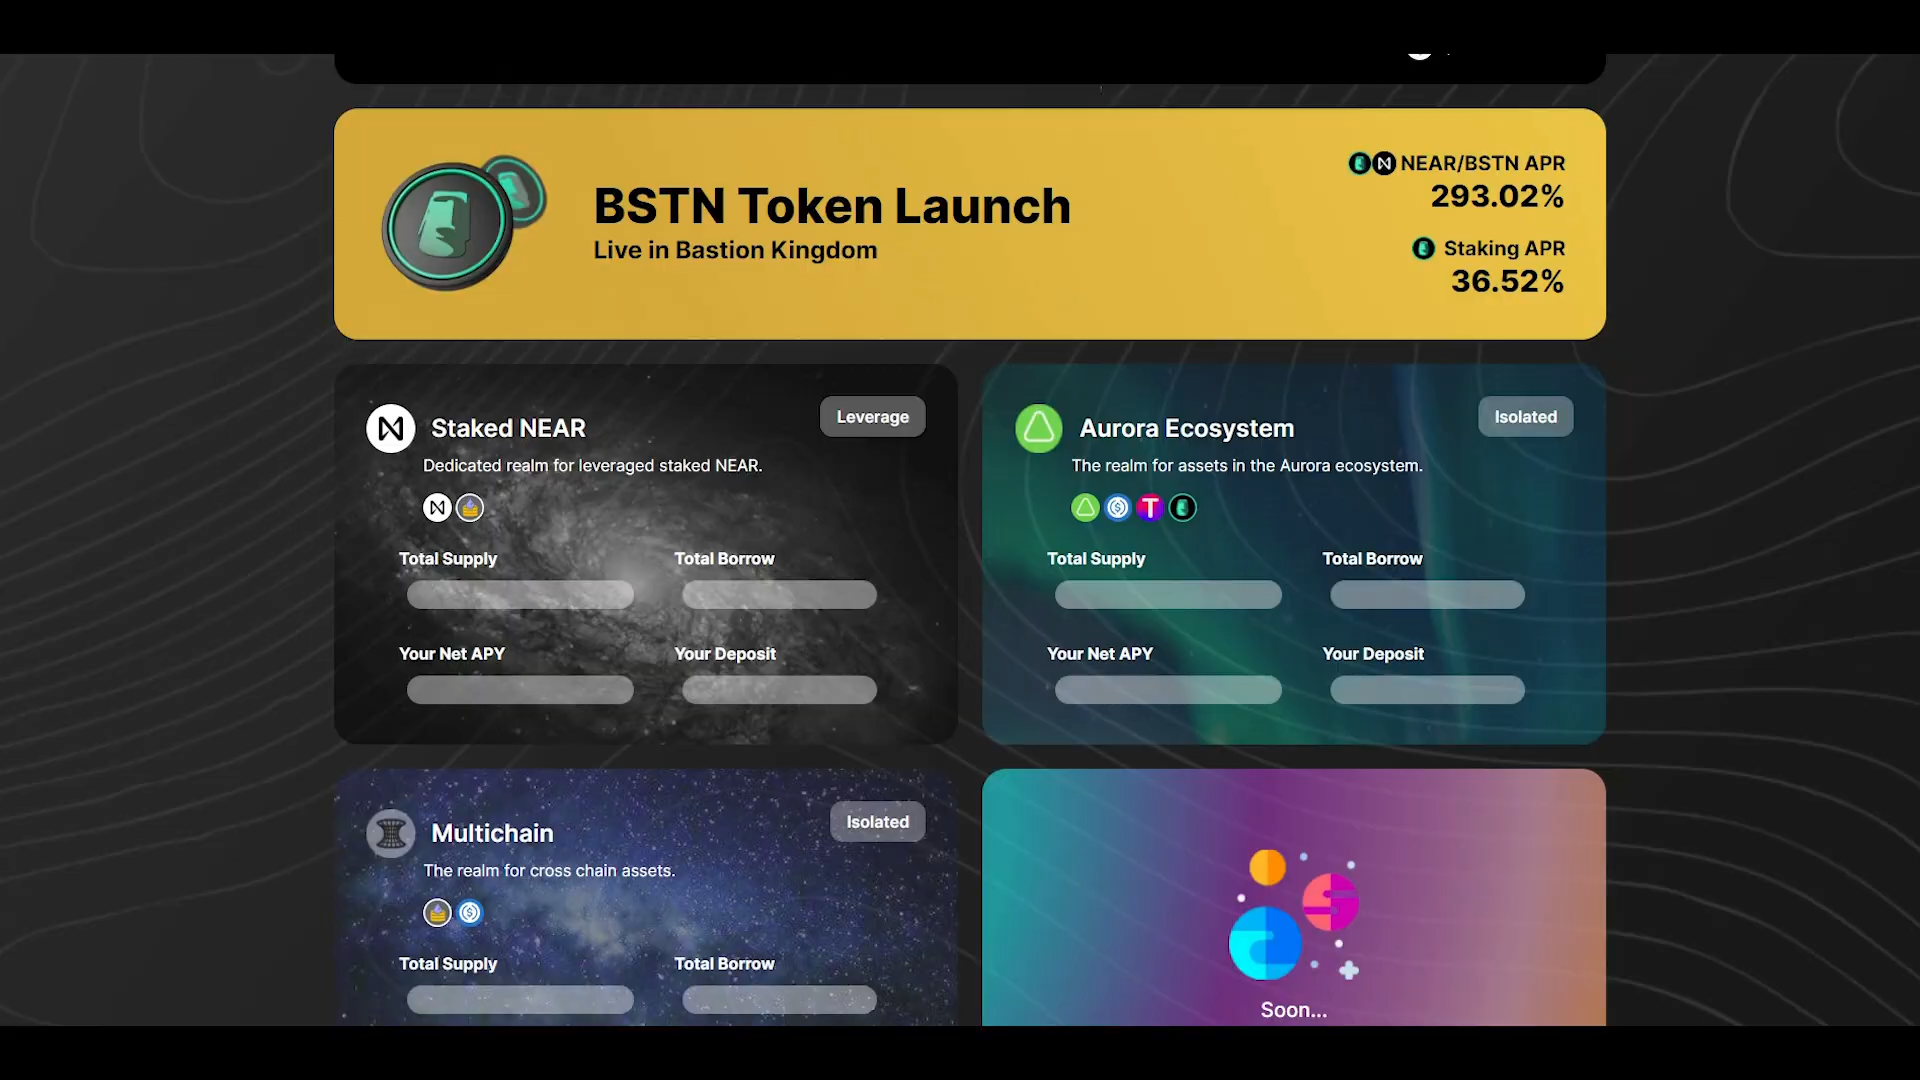 BSTN Token Launch
Live in Bastion Kingdom
NEAR/BSTN APR
293.02%
Staking APR
36.52%
Staked NEAR
Leverage
Dedicated realm for leveraged staked NEAR.
Total Supply
Total Borrow
Your Net APY
Your Deposit
Aurora Ecosystem
Isolated
The realm for assets in the Aurora ecosystem.
T
Total Supply
Total Borrow
Your Net APY
Your Deposit
Multichain
Isolated
The realm for cross chain assets.
Total Supply
Total Borrow
Soon...